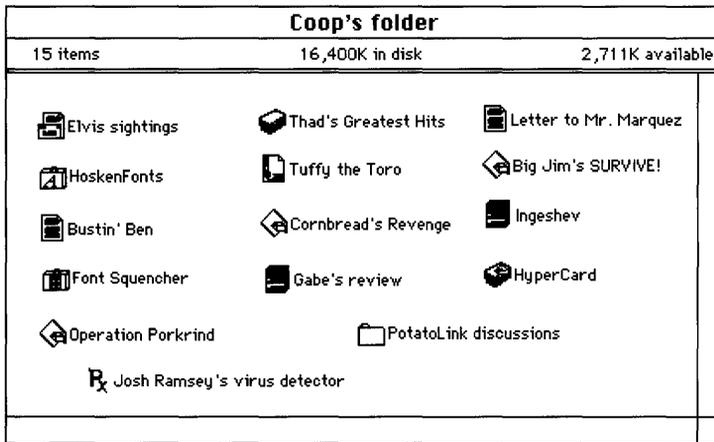 Coop's folder
15 items 16,400K in disk 2,711K available
Elvis sightings Thad's Greatest Hits Letter to Mr. Marquez
HoskenFonts Tuffy the Toro Big Jim's SURVIVE!
Bustin' Ben Cornbread's Revenge Ingeshev
Font Squencher Gabe's review HyperCard
Operation Porkrind PotatoLink discussions
Josh Ramsey's virus detector